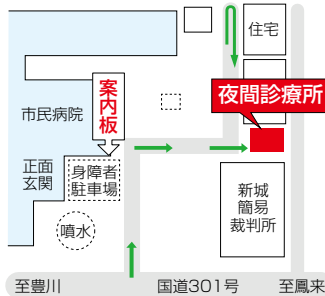 住宅
夜間診療所
案内板
市民病院
正面
玄関
身障者
駐車場
新城
簡易
裁判所
噴水
至豊川
国道301号
至鳳来